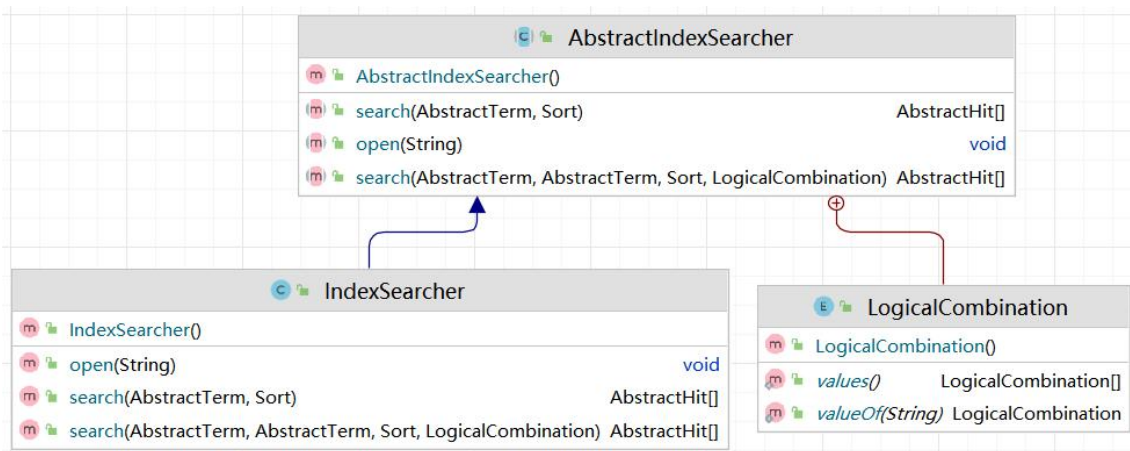 C AbstractIndexSearcher
m AbstractIndexSearcher()
m search(AbstractTerm, Sort) AbstractHit[]
m open(String) void
m search(AbstractTerm, AbstractTerm, Sort, LogicalCombination) AbstractHit[]
C IndexSearcher
m IndexSearcher()
m open(String) void
m search(AbstractTerm, Sort) AbstractHit[]
m search(AbstractTerm, AbstractTerm, Sort, LogicalCombination) AbstractHit[]
E LogicalCombination
m LogicalCombination()
m values() LogicalCombination[]
m valueOf(String) LogicalCombination